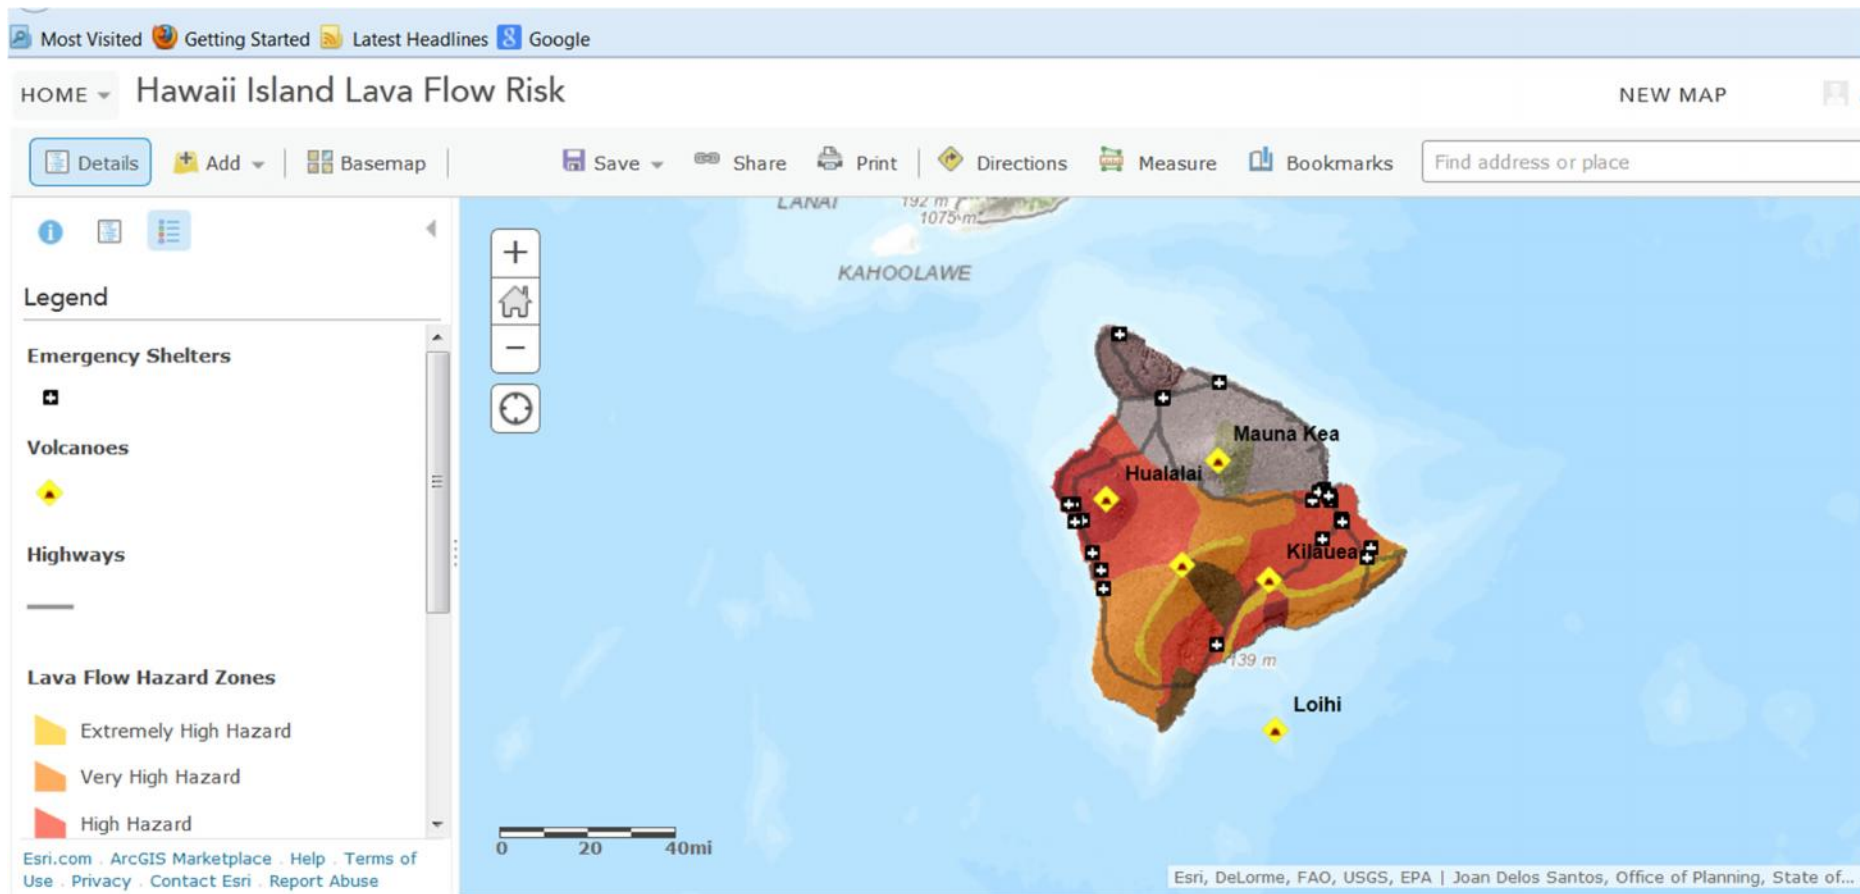 Most Visited Getting Started Latest Headlines Google
HOME Hawaii Island Lava Flow Risk NEW MAP
Details Add Basemap Save Share Print Directions Measure Bookmarks Find address or place
LANAI 192 m
1075 m
KAHOOLAWE
Legend
Emergency Shelters
Volcanoes
Highways
Lava Flow Hazard Zones
Extremely High Hazard
Very High Hazard
High Hazard
Mauna Kea
Hualalai
Kilauea
139 m
Loihi
0 20 40mi
Esri.com . ArcGIS Marketplace . Help . Terms of
Use . Privacy . Contact Esri . Report Abuse
Esri, DeLorme, FAO, USGS, EPA | Joan Delos Santos, Office of Planning, State of...